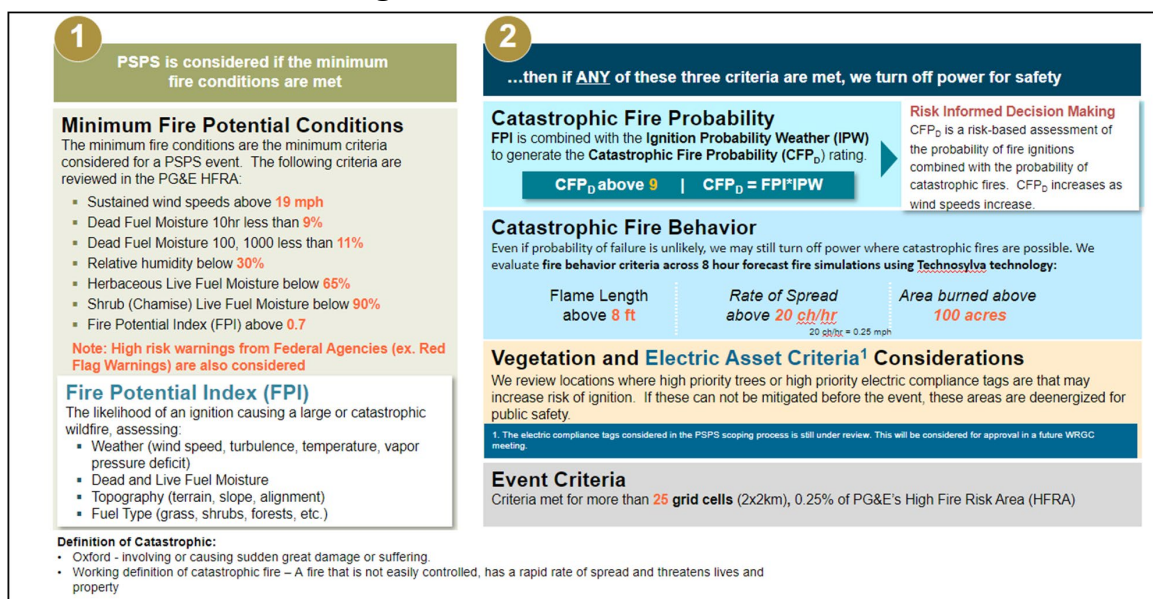 1
PSPS is considered if the minimum
fire conditions are met
Minimum Fire Potential Conditions
The minimum fire conditions are the minimum criteria
considered for a PSPS event. The following criteria are
reviewed in the PG&E HFRA:
▪ Sustained wind speeds above 19 mph
▪ Dead Fuel Moisture 10hr less than 9%
▪ Dead Fuel Moisture 100, 1000 less than 11%
▪ Relative humidity below 30%
▪ Herbaceous Live Fuel Moisture below 65%
▪ Shrub (Chamise) Live Fuel Moisture below 90%
▪ Fire Potential Index (FPI) above 0.7
Note: High risk warnings from Federal Agencies (ex. Red
Flag Warnings) are also considered
Fire Potential Index (FPI)
The likelihood of an ignition causing a large or catastrophic
wildfire, assessing:
▪ Weather (wind speed, turbulence, temperature, vapor
pressure deficit)
▪ Dead and Live Fuel Moisture
▪ Topography (terrain, slope, alignment)
▪ Fuel Type (grass, shrubs, forests, etc.)
2
…then if ANY of these three criteria are met, we turn off power for safety
Catastrophic Fire Probability
FPI is combined with the Ignition Probability Weather (IPW)
to generate the Catastrophic Fire Probability (CFPD) rating.
CFPD above 9 | CFPD = FPI*IPW
Risk Informed Decision Making
CFPD is a risk-based assessment of
the probability of fire ignitions
combined with the probability of
catastrophic fires. CFPD increases as
wind speeds increase.
Catastrophic Fire Behavior
Even if probability of failure is unlikely, we may still turn off power where catastrophic fires are possible. We
evaluate fire behavior criteria across 8 hour forecast fire simulations using Technosylva technology:
Flame Length
above 8 ft
Rate of Spread
above 20 ch/hr
20 ch/hr = 0.25 mph
Area burned above
100 acres
Vegetation and Electric Asset Criteria1 Considerations
We review locations where high priority trees or high priority electric compliance tags are that may
increase risk of ignition. If these can not be mitigated before the event, these areas are deenergized for
public safety.
1. The electric compliance tags considered in the PSPS scoping process is still under review. This will be considered for approval in a future WRGC
meeting.
Event Criteria
Criteria met for more than 25 grid cells (2x2km), 0.25% of PG&E's High Fire Risk Area (HFRA)
Definition of Catastrophic:
• Oxford - involving or causing sudden great damage or suffering.
• Working definition of catastrophic fire – A fire that is not easily controlled, has a rapid rate of spread and threatens lives and
property